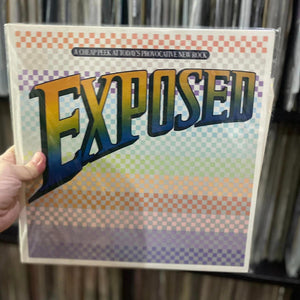 A CHEAP PEEK AT TODAY'S PROVOCATIVE NEW ROCK
EXPOSED